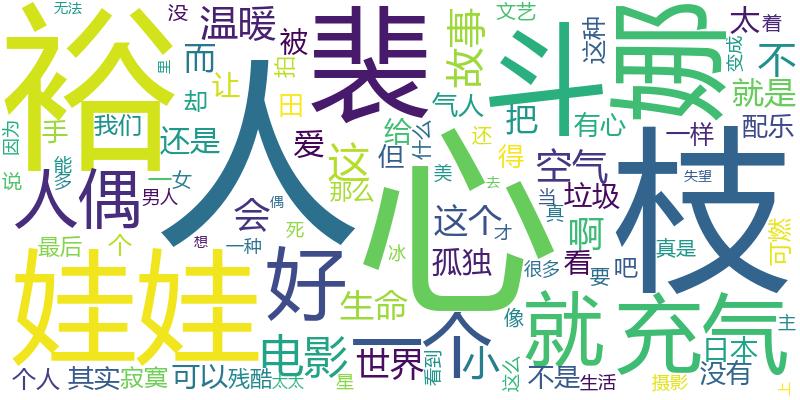 裕
人
裴
心
斗
娜
枝
娃娃
人偶
好
一个
就
充气
电影
温暖
没
被
而
却
让
拍
田
里
无法
故事
文艺
这种
变成
太
着
不
就是
配乐
一样
有心
把
气人
给
什么
还
得
但
这
爱
那么
美
空气
当
垃圾
真
去
这个
才
孤独
很多
看
要
啊
吧
真是
可燃
失望
因为
手
我们
还是
说
能
多
一女
男人
会
偶
死
想
一种
冰
最后
个
生命
世界
看到
小
像
这么
不是
生活
日本
没有
主
上
摄影
个人
其实
寂寞
可以
残酷
太太
星